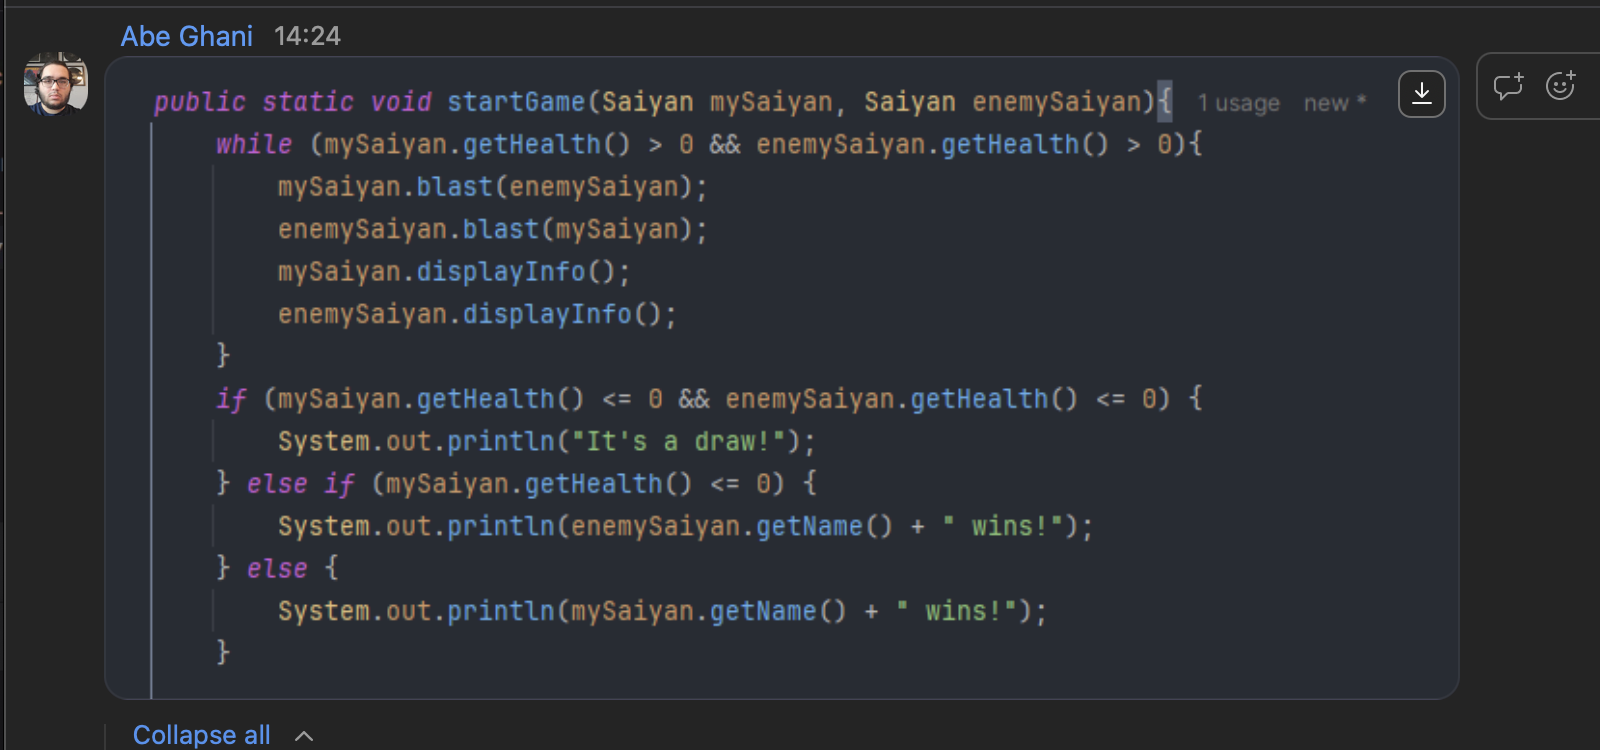 Abe Ghani 14:24
public static void startGame(Saiyan mySaiyan, Saiyan enemySaiyan){ 1 usage new *
while (mySaiyan.getHealth() > 0 && enemySaiyan.getHealth() > 0){
mySaiyan.blast(enemySaiyan);
enemySaiyan.blast(mySaiyan);
mySaiyan.displayInfo();
enemySaiyan.displayInfo();
}
if (mySaiyan.getHealth() <= 0 && enemySaiyan.getHealth() <= 0) {
System.out.println("It's a draw!");
} else if (mySaiyan.getHealth() <= 0) {
System.out.println(enemySaiyan.getName() + " wins!");
} else {
System.out.println(mySaiyan.getName() + " wins!");
}
Collapse all